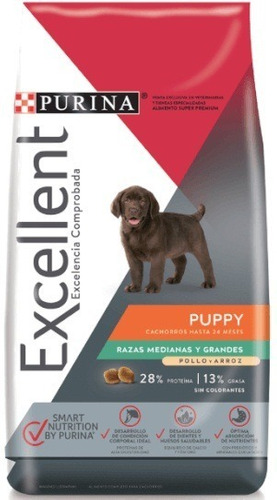 PURINA
VENTA EXCLUSIVA EN VETERINARIAS
Y TIENDAS ESPECIALIZADAS
ALIMENTO SUPER PREMIUM
Excellent
Excelencia Comprobada
PUPPY
CACHORROS HASTA 24 MESES
RAZAS MEDIANAS Y GRANDES
POLLO + ARROZ
28% PROTEÍNA 13% GRASA
SIN COLORANTES
SMART
NUTRITION
BY PURINA
DESARROLLO
DE CONDICIÓN
CORPORAL IDEAL
DESARROLLO
DE DIENTES Y
HUESOS SALUDABLES
ÓPTIMA
ABSORCIÓN
DE NUTRIENTES